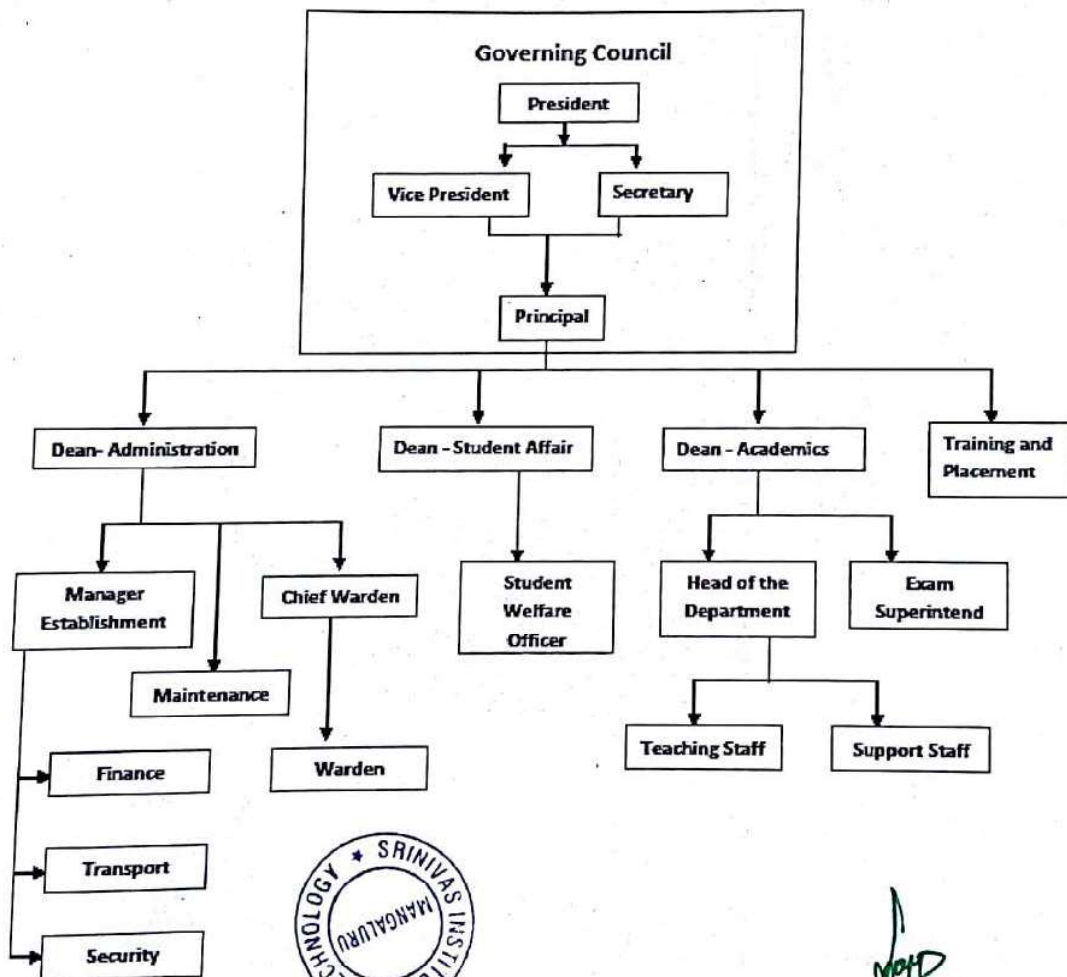 Governing Council
President
Vice President
Secretary
Principal
Dean- Administration
Dean - Student Affair
Dean - Academics
Training and
Placement
Manager
Establishment
Chief Warden
Student
Welfare
Officer
Head of the
Department
Exam
Superintend
Maintenance
Teaching Staff
Support Staff
Finance
Warden
Transport
Security
★ SRINIVAS
MANGALURU